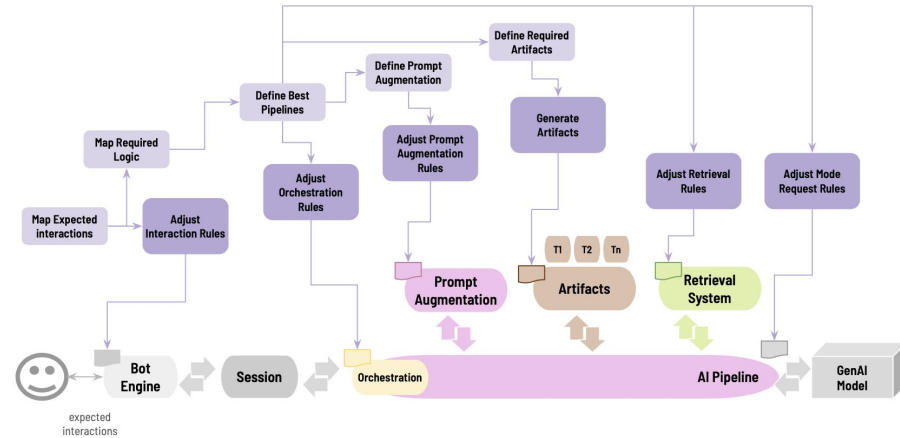 Define Required
Artifacts
Define Prompt
Augmentation
Define Best
Pipelines
Generate
Artifacts
Map Required
Logic
Adjust Prompt
Augmentation
Rules
Adjust
Orchestration
Rules
Adjust Retrieval
Rules
Adjust Mode
Request Rules
Map Expected
interactions
Adjust
Interaction Rules
T1
T2
Tn
Prompt
Augmentation
Artifacts
Retrieval
System
Bot
Engine
Session
Orchestration
AI Pipeline
GenAI
Model
expected
interactions